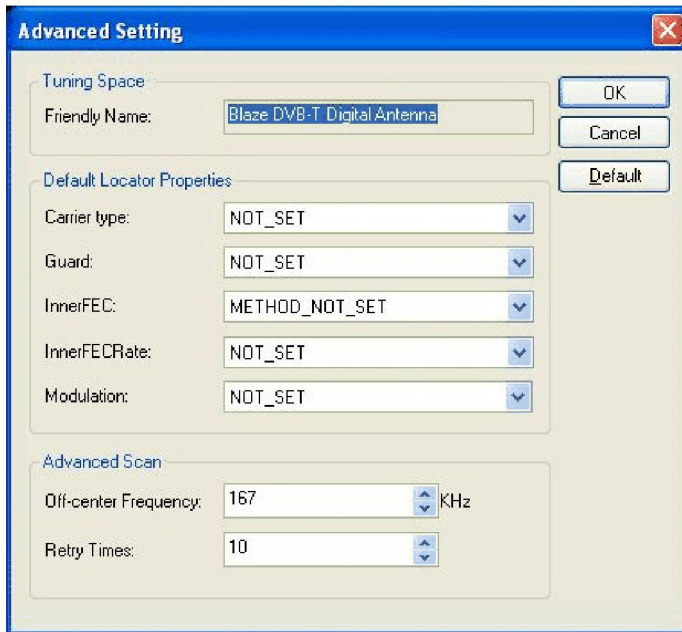 Advanced Setting
Tuning Space
Friendly Name: Blaze DVB-T Digital Antenna
OK
Cancel
Default
Default Locator Properties
Carrier type: NOT_SET
Guard: NOT_SET
InnerFEC: METHOD_NOT_SET
InnerFECRate: NOT_SET
Modulation: NOT_SET
Advanced Scan
Off-center Frequency: 167 KHz
Retry Times: 10